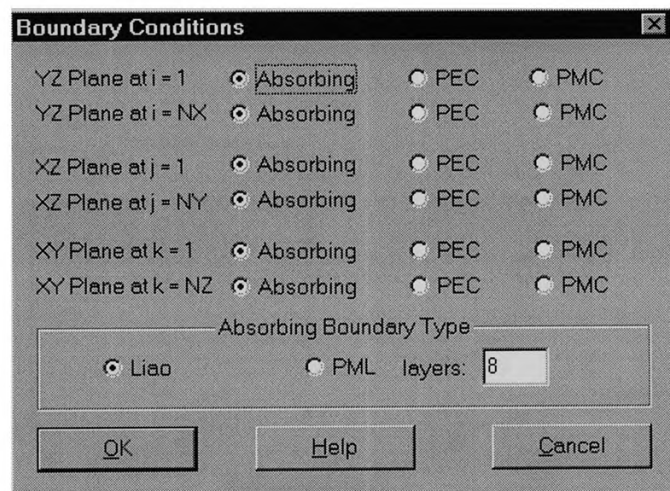 Boundary Conditions
YZ Plane at i = 1 Absorbing PEC PMC
YZ Plane at i = NX Absorbing PEC PMC
XZ Plane at j = 1 Absorbing PEC PMC
XZ Plane at j = NY Absorbing PEC PMC
XY Plane at k = 1 Absorbing PEC PMC
XY Plane at k = NZ Absorbing PEC PMC
Absorbing Boundary Type
Liao PML layers: 8
OK Help Cancel